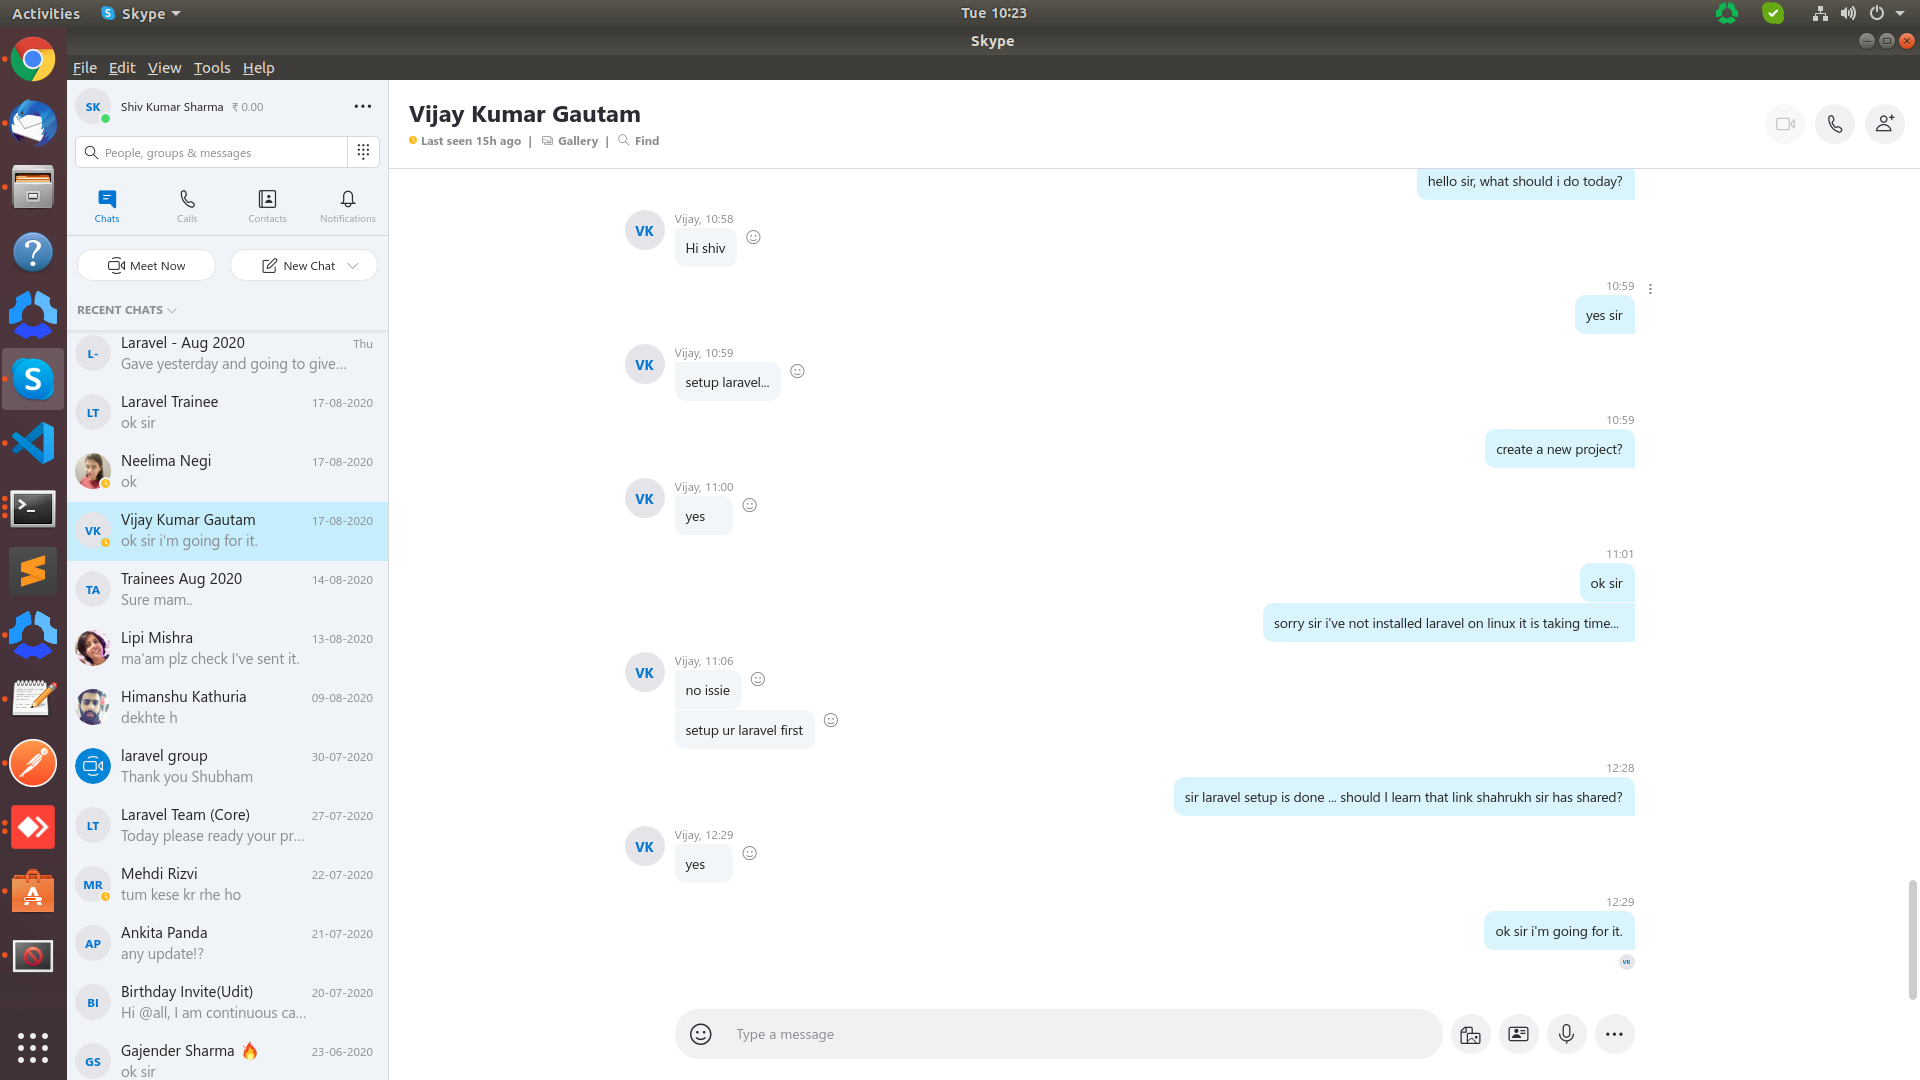 Activities
Skype
Tue 10:23
Skype
File Edit View Tools Help
SK
Shiv Kumar Sharma ₹ 0.00
People, groups & messages
Chats
Calls
Contacts
Notifications
Meet Now
New Chat
RECENT CHATS
L-
Laravel - Aug 2020 Thu
Gave yesterday and going to give...
LT
Laravel Trainee 17-08-2020
ok sir
Neelima Negi 17-08-2020
ok
VK
Vijay Kumar Gautam 17-08-2020
ok sir i'm going for it.
TA
Trainees Aug 2020 14-08-2020
Sure mam..
Lipi Mishra 13-08-2020
ma'am plz check I've sent it.
Himanshu Kathuria 09-08-2020
dekhte h
laravel group 30-07-2020
Thank you Shubham
LT
Laravel Team (Core) 27-07-2020
Today please ready your pr...
MR
Mehdi Rizvi 22-07-2020
tum kese kr rhe ho
AP
Ankita Panda 21-07-2020
any update!?
BI
Birthday Invite(Udit) 20-07-2020
Hi @all, I am continuous ca...
GS
Gajender Sharma 🔥 23-06-2020
ok sir
Vijay Kumar Gautam
Last seen 15h ago | Gallery | Find
hello sir, what should i do today?
VK
Vijay, 10:58
Hi shiv
10:59
yes sir
VK
Vijay, 10:59
setup laravel...
10:59
create a new project?
VK
Vijay, 11:00
yes
11:01
ok sir
sorry sir i've not installed laravel on linux it is taking time...
VK
Vijay, 11:06
no issie
setup ur laravel first
12:28
sir laravel setup is done ... should I learn that link shahrukh sir has shared?
VK
Vijay, 12:29
yes
12:29
ok sir i'm going for it.
VK
Type a message